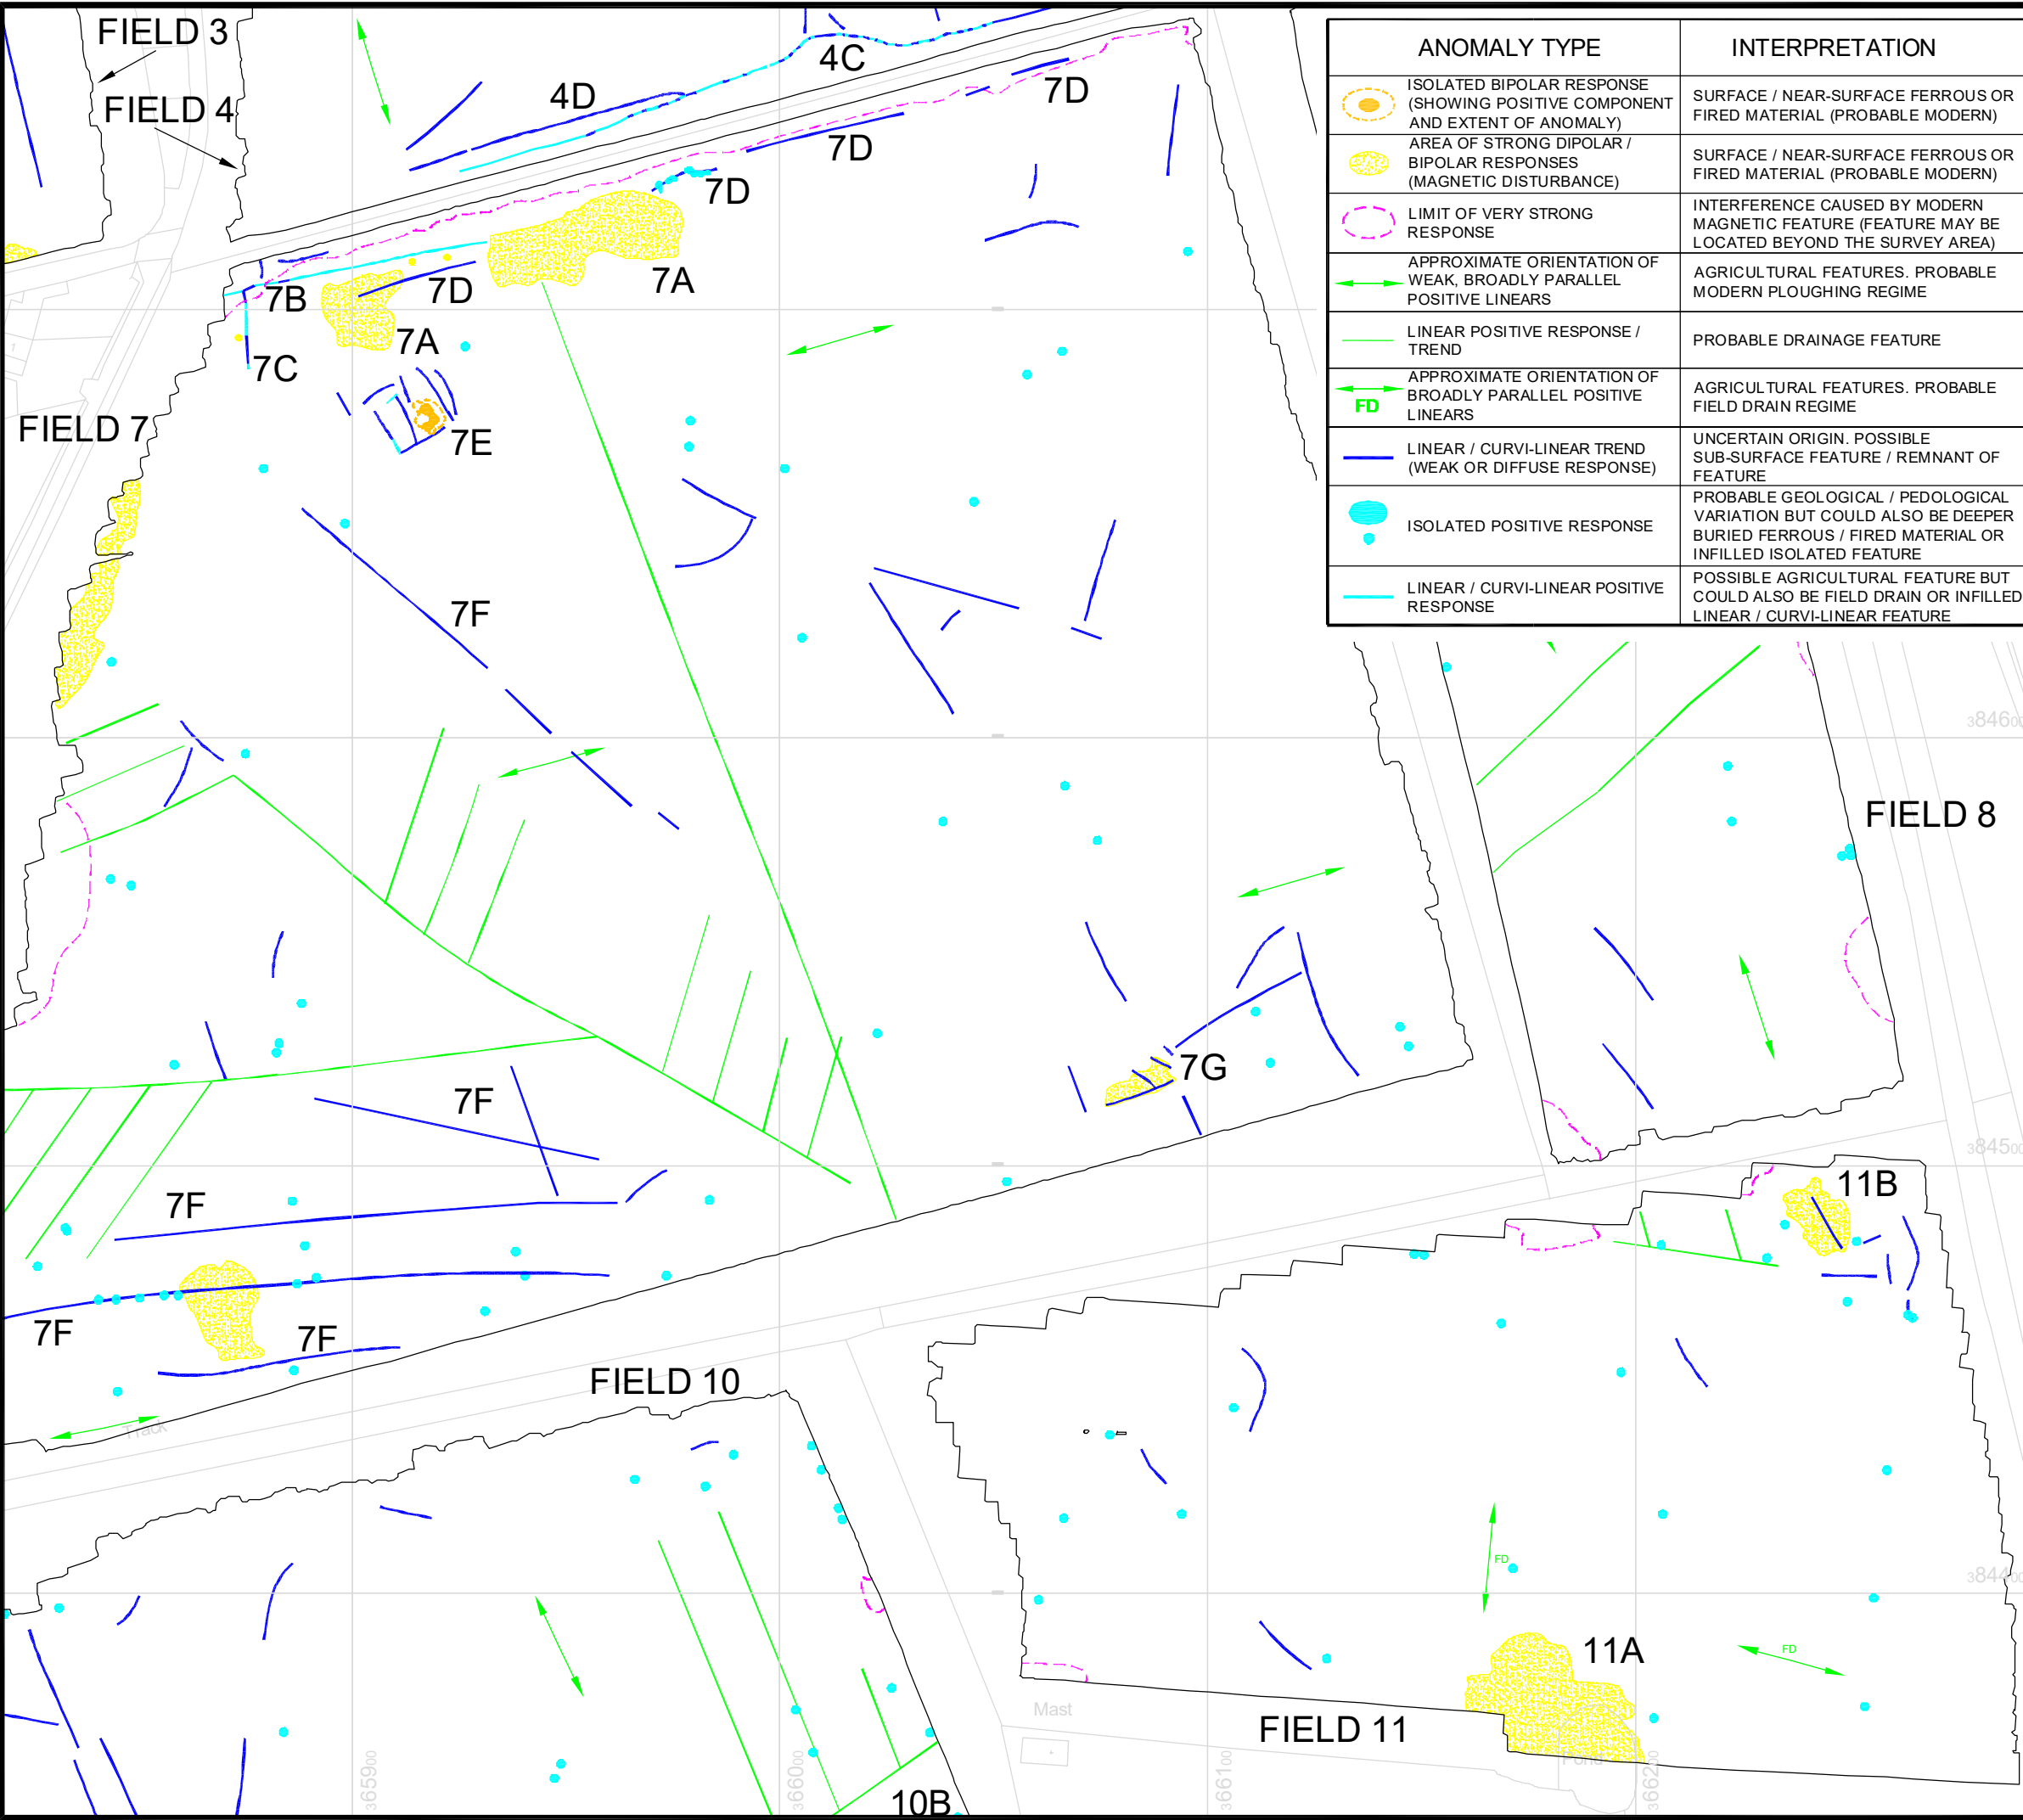 FIELD 3
FIELD 4
4C
4D
7D
7D
7D
7A
7B
7D
7A
7C
7E
FIELD 7
7F
7G
7F
7F
7F
7F
FIELD 8
11B
FIELD 10
Track
FD
FD
11A
FIELD 11
Mast
Pond
10B
384600
384500
384400
365900
366000
366100
366200
ANOMALY TYPE
INTERPRETATION
ISOLATED BIPOLAR RESPONSE
(SHOWING POSITIVE COMPONENT
AND EXTENT OF ANOMALY)
SURFACE / NEAR-SURFACE FERROUS OR
FIRED MATERIAL (PROBABLE MODERN)
AREA OF STRONG DIPOLAR /
BIPOLAR RESPONSES
(MAGNETIC DISTURBANCE)
SURFACE / NEAR-SURFACE FERROUS OR
FIRED MATERIAL (PROBABLE MODERN)
LIMIT OF VERY STRONG
RESPONSE
INTERFERENCE CAUSED BY MODERN
MAGNETIC FEATURE (FEATURE MAY BE
LOCATED BEYOND THE SURVEY AREA)
APPROXIMATE ORIENTATION OF
WEAK, BROADLY PARALLEL
POSITIVE LINEARS
AGRICULTURAL FEATURES. PROBABLE
MODERN PLOUGHING REGIME
LINEAR POSITIVE RESPONSE /
TREND
PROBABLE DRAINAGE FEATURE
FD
APPROXIMATE ORIENTATION OF
BROADLY PARALLEL POSITIVE
LINEARS
AGRICULTURAL FEATURES. PROBABLE
FIELD DRAIN REGIME
LINEAR / CURVI-LINEAR TREND
(WEAK OR DIFFUSE RESPONSE)
UNCERTAIN ORIGIN. POSSIBLE
SUB-SURFACE FEATURE / REMNANT OF
FEATURE
ISOLATED POSITIVE RESPONSE
PROBABLE GEOLOGICAL / PEDOLOGICAL
VARIATION BUT COULD ALSO BE DEEPER
BURIED FERROUS / FIRED MATERIAL OR
INFILLED ISOLATED FEATURE
LINEAR / CURVI-LINEAR POSITIVE
RESPONSE
POSSIBLE AGRICULTURAL FEATURE BUT
COULD ALSO BE FIELD DRAIN OR INFILLED
LINEAR / CURVI-LINEAR FEATURE